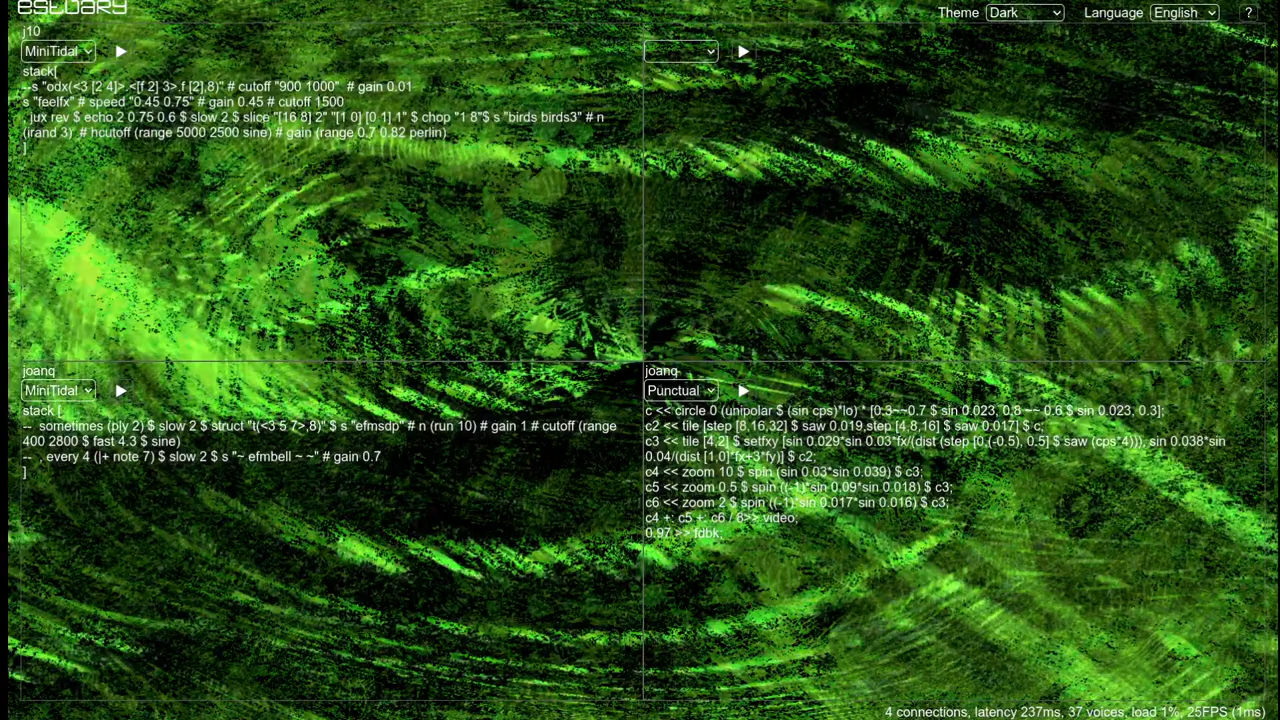 estuary
Theme Dark Language English ?
j10
MiniTidal
stack[
--s "odx(<3 [2 4]>.<[f 2] 3>.f [2],8)" # cutoff "900 1000"  # gain 0.01
s "feelfx" # speed "0.45 0.75" # gain 0.45 # cutoff 1500
, jux rev $ echo 2 0.75 0.6 $ slow 2 $ slice "[16 8] 2" "[1 0] [0 1] 1" $ chop "1 8"$ s "birds birds3" # n
(irand 3)  # hcutoff (range 5000 2500 sine) # gain (range 0.7 0.82 perlin)
]
joanq
MiniTidal
stack [
--  sometimes (ply 2) $ slow 2 $ struct "t(<3 5 7>,8)" $ s "efmsdp" # n (run 10) # gain 1 # cutoff (range
400 2800 $ fast 4.3 $ sine)
--  , every 4 (|+ note 7) $ slow 2 $ s "~ efmbell ~ ~" # gain 0.7
]
joanq
Punctual
c << circle 0 (unipolar $ (sin cps)*lo) * [0.3~~0.7 $ sin 0.023, 0.8 ~~ 0.6 $ sin 0.023, 0.3];
c2 << tile [step [8,16,32] $ saw 0.019,step [4,8,16] $ saw 0.017] $ c;
c3 << tile [4,2] $ setfxy [sin 0.029*sin 0.03*fx/(dist (step [0,(-0.5), 0.5] $ saw (cps*4))), sin 0.038*sin
0.04/(dist [1,0]*fx+3*fy)] $ c2;
c4 << zoom 10 $ spin (sin 0.03*sin 0.039) $ c3;
c5 << zoom 0.5 $ spin ((-1)*sin 0.09*sin 0.018) $ c3;
c6 << zoom 2 $ spin ((-1)*sin 0.017*sin 0.016) $ c3;
c4 +: c5 +: c6 / 8>> video;
0.97 >> fdbk;
4 connections, latency 237ms, 37 voices, load 1%, 25FPS (1ms)